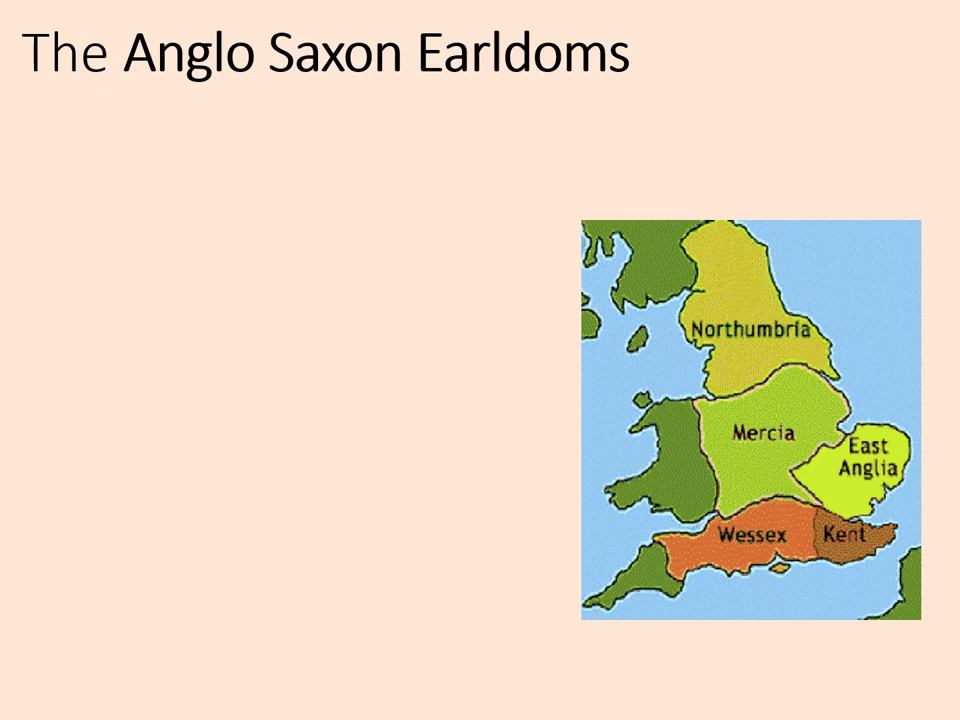 The Anglo Saxon Earldoms
Northumbria
Mercia
East
Anglia
Wessex
Kent